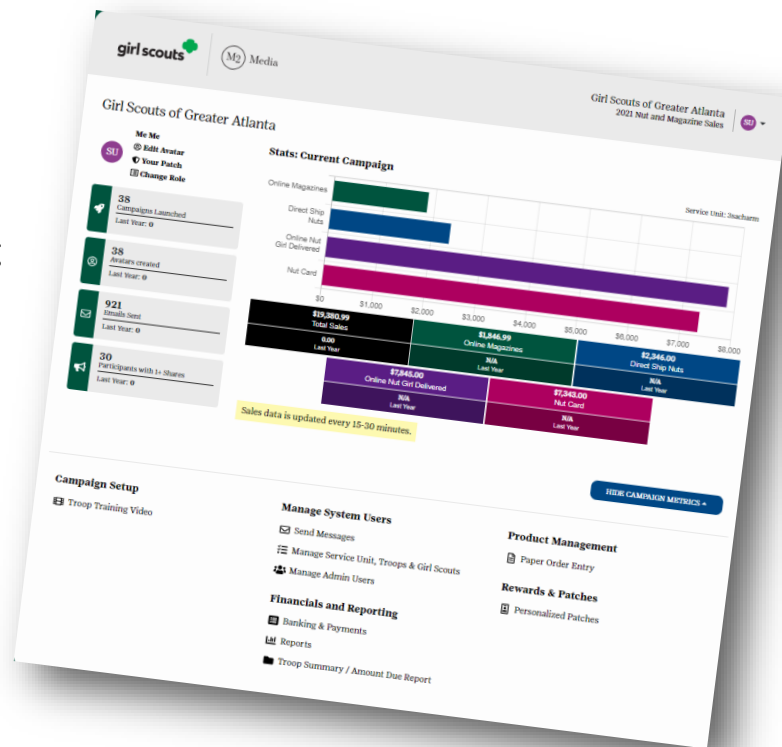 girl scouts
M2 Media
Girl Scouts of Greater Atlanta
2021 Nut and Magazine Sales
SU
Girl Scouts of Greater Atlanta
SU
Me Me
Edit Avatar
Your Patch
Change Role
38
Campaigns Launched
Last Year: 0
38
Avatars created
Last Year: 0
921
Emails Sent
Last Year: 0
30
Participants with 1+ Shares
Last Year: 0
Stats: Current Campaign
Service Unit: 3sacharm
Online Magazines
Direct Ship
Nuts
Online Nut
Girl Delivered
Nut Card
$0 $1,000 $2,000 $3,000 $4,000 $5,000 $6,000 $7,000 $8,000
$19,380.99
Total Sales
0.00
Last Year
$1,846.99
Online Magazines
N/A
Last Year
$2,346.00
Direct Ship Nuts
N/A
Last Year
$7,845.00
Online Nut Girl Delivered
N/A
Last Year
$7,343.00
Nut Card
N/A
Last Year
Sales data is updated every 15-30 minutes.
HIDE CAMPAIGN METRICS
Campaign Setup
Troop Training Video
Manage System Users
Send Messages
Manage Service Unit, Troops & Girl Scouts
Manage Admin Users
Financials and Reporting
Banking & Payments
Reports
Troop Summary / Amount Due Report
Product Management
Paper Order Entry
Rewards & Patches
Personalized Patches